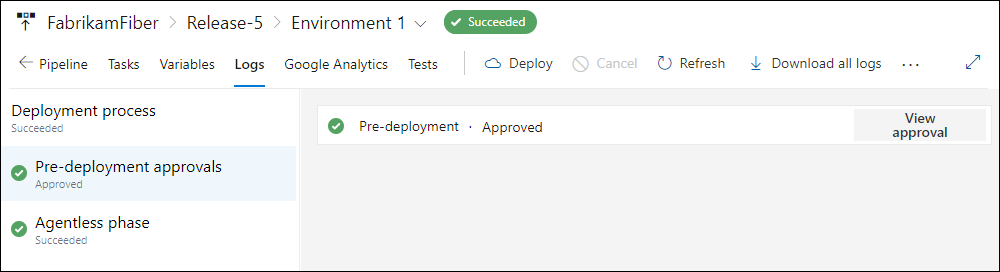 FabrikamFiber > Release-5 > Environment 1 Succeeded
Pipeline Tasks Variables Logs Google Analytics Tests Deploy Cancel Refresh Download all logs ...
Deployment process
Succeeded
Pre-deployment approvals
Approved
Agentless phase
Succeeded
Pre-deployment · Approved
View
approval